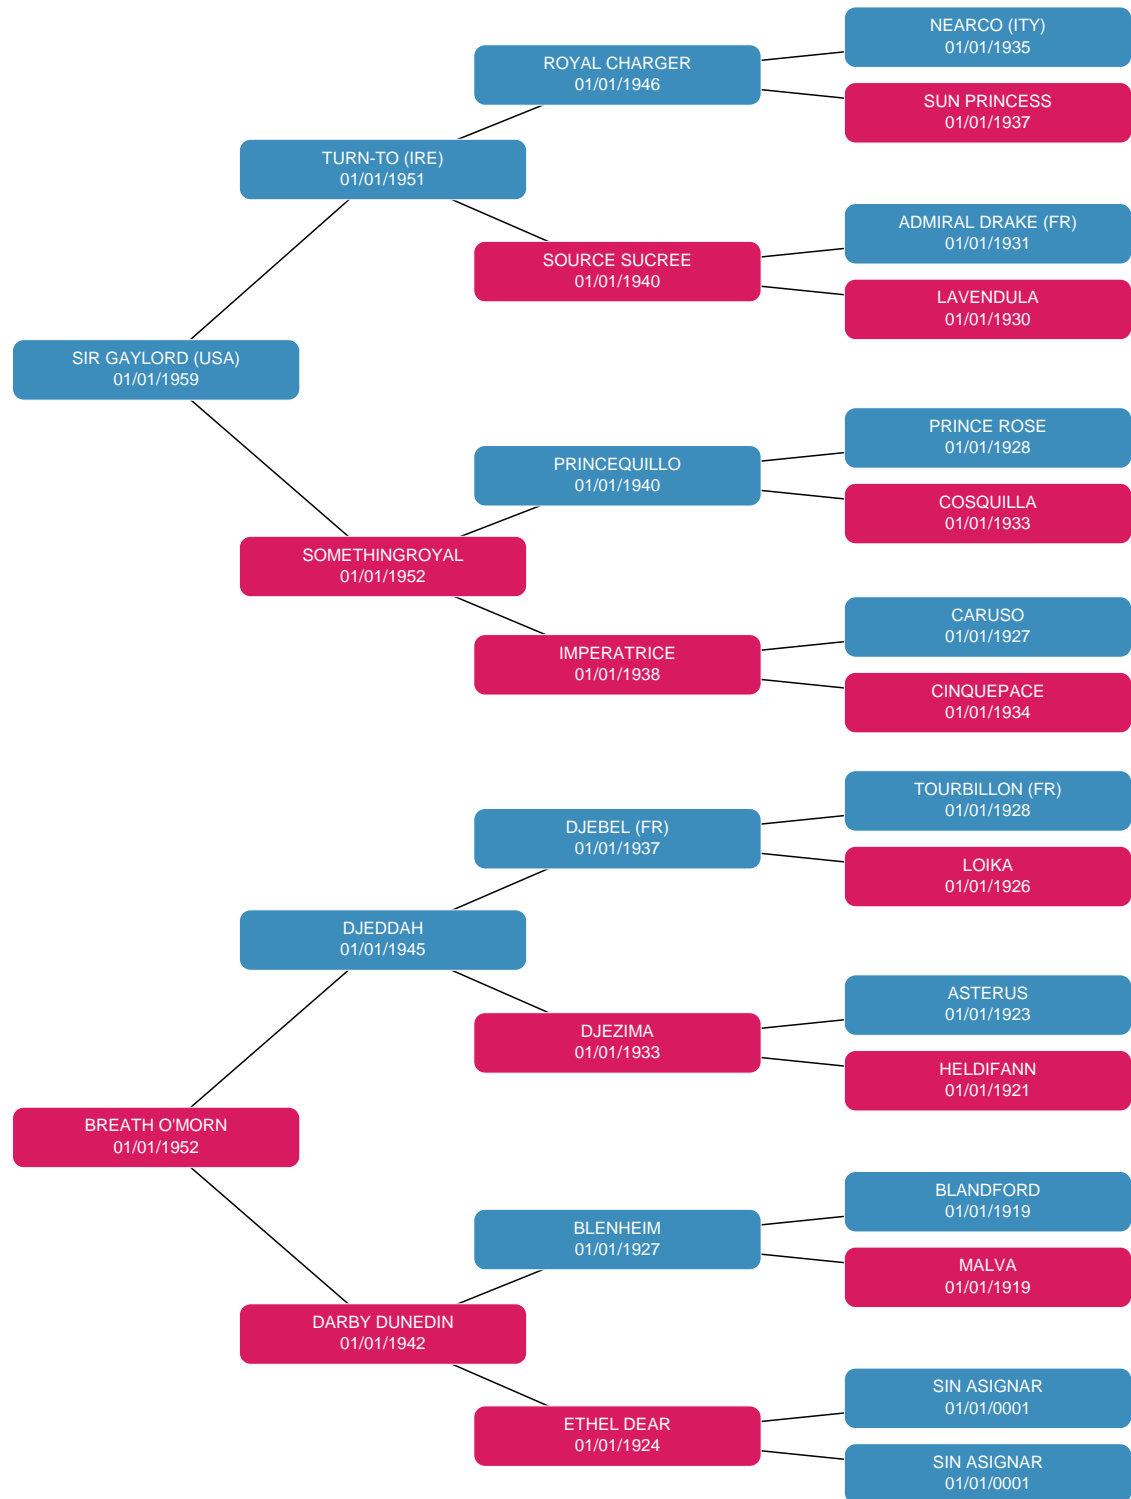 NEARCO (ITY)
01/01/1935
ROYAL CHARGER
01/01/1946
SUN PRINCESS
01/01/1937
TURN-TO (IRE)
01/01/1951
ADMIRAL DRAKE (FR)
01/01/1931
SOURCE SUCREE
01/01/1940
LAVENDULA
01/01/1930
SIR GAYLORD (USA)
01/01/1959
PRINCE ROSE
01/01/1928
PRINCEQUILLO
01/01/1940
COSQUILLA
01/01/1933
SOMETHINGROYAL
01/01/1952
CARUSO
01/01/1927
IMPERATRICE
01/01/1938
CINQUEPACE
01/01/1934
TOURBILLON (FR)
01/01/1928
DJEBEL (FR)
01/01/1937
LOIKA
01/01/1926
DJEDDAH
01/01/1945
ASTERUS
01/01/1923
DJEZIMA
01/01/1933
HELDIFANN
01/01/1921
BREATH O'MORN
01/01/1952
BLANDFORD
01/01/1919
BLENHEIM
01/01/1927
MALVA
01/01/1919
DARBY DUNEDIN
01/01/1942
SIN ASIGNAR
01/01/0001
ETHEL DEAR
01/01/1924
SIN ASIGNAR
01/01/0001